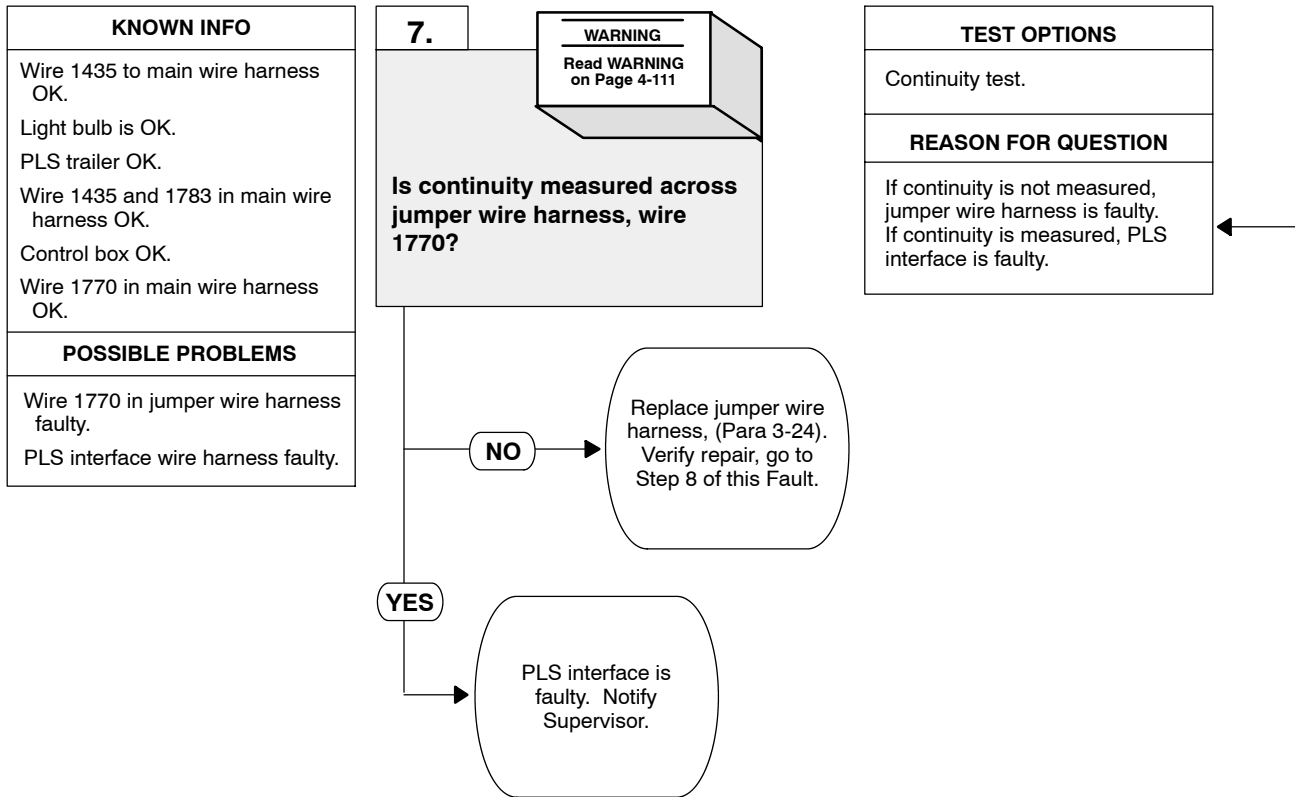 KNOWN INFO
Wire 1435 to main wire harness
OK.
Light bulb is OK.
PLS trailer OK.
Wire 1435 and 1783 in main wire
harness OK.
Control box OK.
Wire 1770 in main wire harness
OK.
POSSIBLE PROBLEMS
Wire 1770 in jumper wire harness
faulty.
PLS interface wire harness faulty.
7.
WARNING
Read WARNING
on Page 4-111
Is continuity measured across
jumper wire harness, wire
1770?
TEST OPTIONS
Continuity test.
REASON FOR QUESTION
If continuity is not measured,
jumper wire harness is faulty.
If continuity is measured, PLS
interface is faulty.
NO
Replace jumper wire
harness, (Para 3-24).
Verify repair, go to
Step 8 of this Fault.
YES
PLS interface is
faulty. Notify
Supervisor.